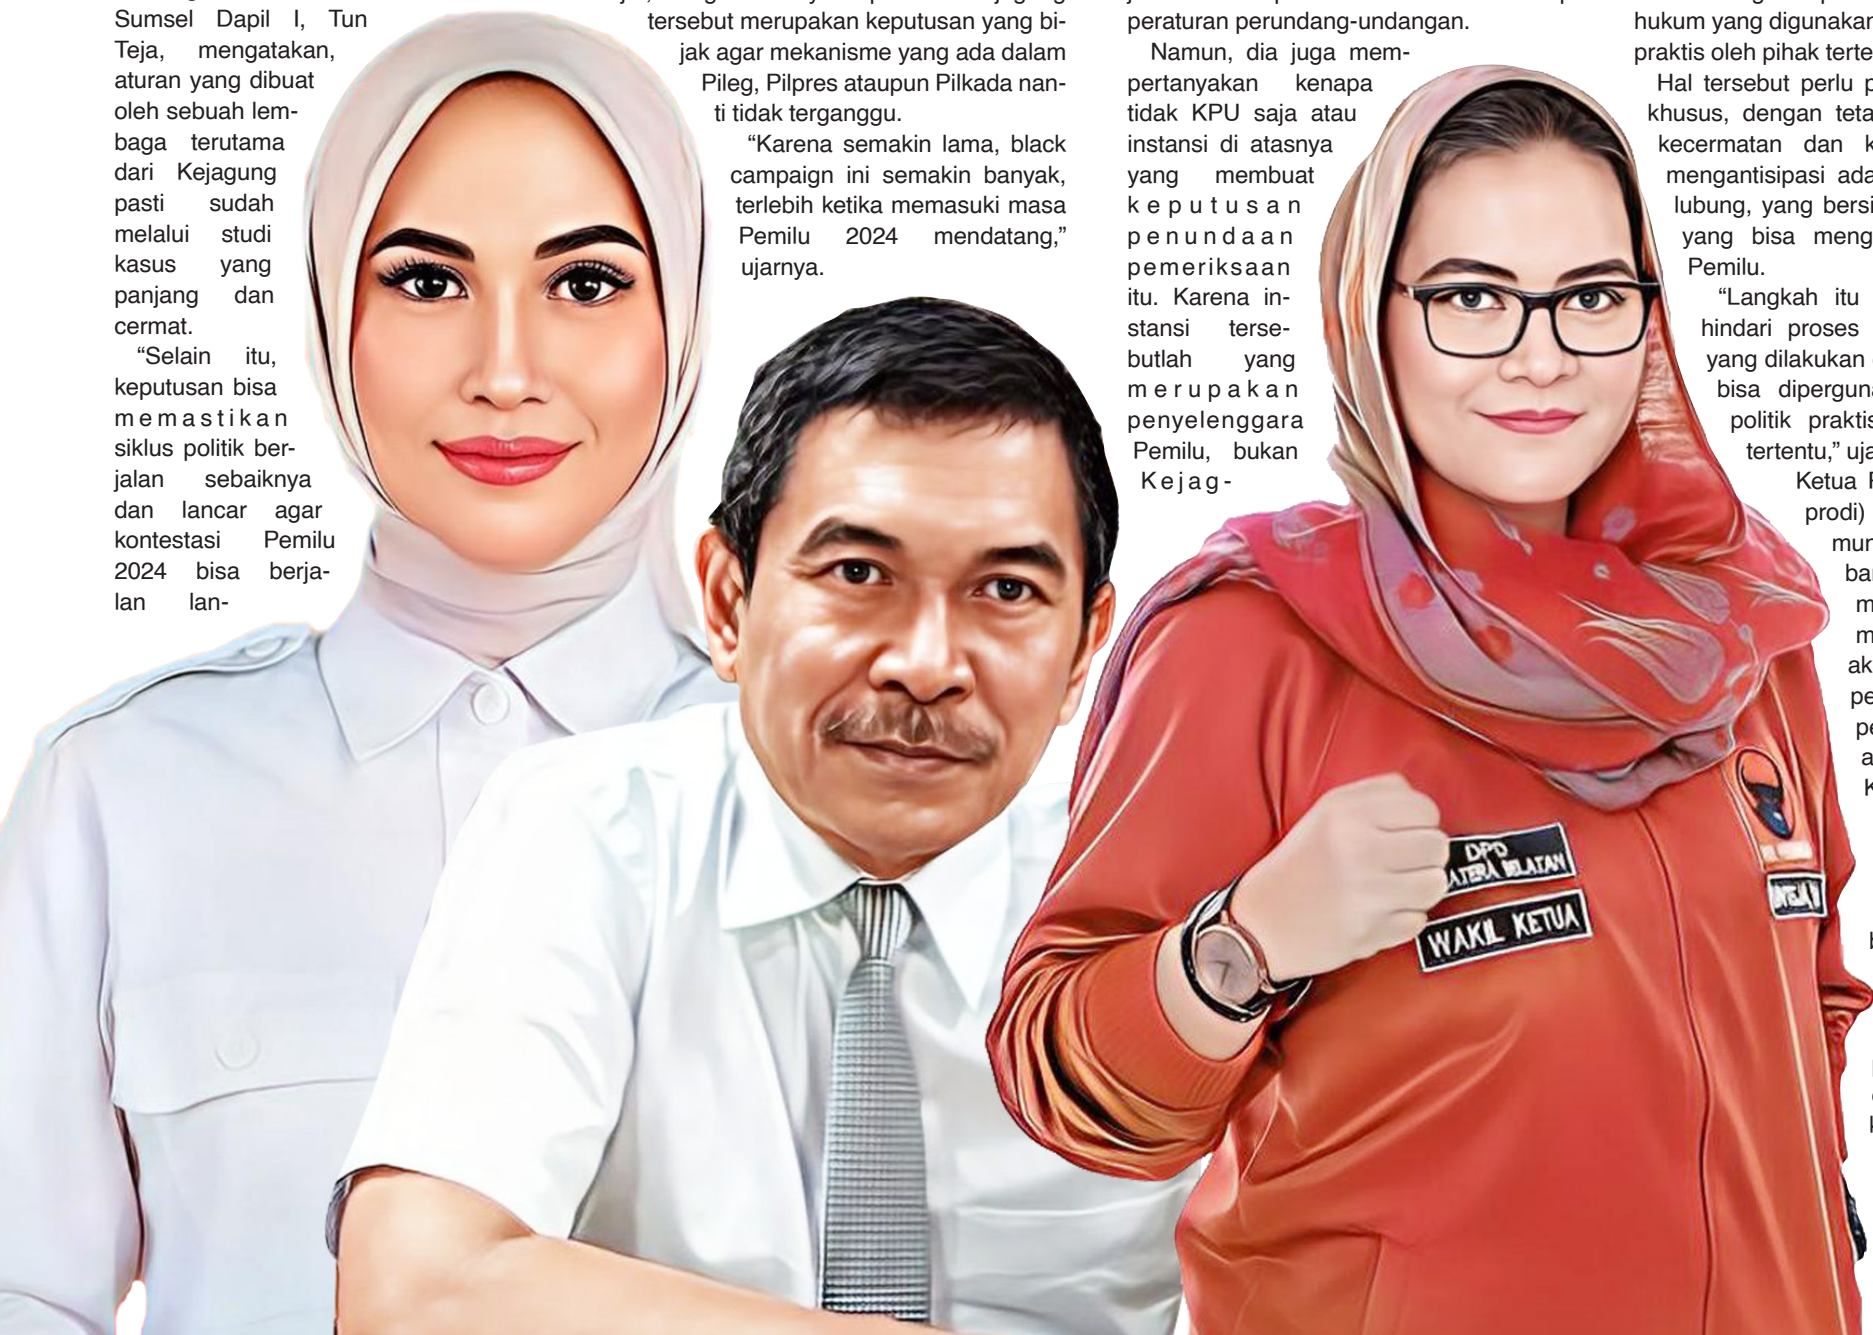 Sumsel Dapil I, Tun
Teja, mengatakan,
aturan yang dibuat
oleh sebuah lem-
baga terutama
dari Kejagung
pasti sudah
melalui studi
kasus yang
panjang dan
cermat.
“Selain itu,
keputusan bisa
memastikan
siklus politik ber-
jalan sebaiknya
dan lancar agar
kontestasi Pemilu
2024 bisa berja-
lan lan-
tersebut merupakan keputusan yang bi-
jak agar mekanisme yang ada dalam
Pileg, Pilpres ataupun Pilkada nan-
ti tidak terganggu.
“Karena semakin lama, black
campaign ini semakin banyak,
terlebih ketika memasuki masa
Pemilu 2024 mendatang,”
ujarnya.
peraturan perundang-undangan.
Namun, dia juga mem-
pertanyakan kenapa
tidak KPU saja atau
instansi di atasnya
yang membuat
keputusan
penundaan
pemeriksaan
itu. Karena in-
stansi terse-
butlah yang
merupakan
penyelenggara
Pemilu, bukan
Kejag-
hukum yang digunakan
praktis oleh pihak terte
Hal tersebut perlu p
khusus, dengan teta
kecermatan dan k
mengantisipasi ada
lubung, yang bersi
yang bisa meng
Pemilu.
“Langkah itu
hindari proses
yang dilakukan
bisa diperguna
politik praktis
tertentu,” uja
Ketua
prodi)
mun
ba
m
m
ak
pe
pe
a
K
DPD
ATERA SELATAN
WAKIL KETUA